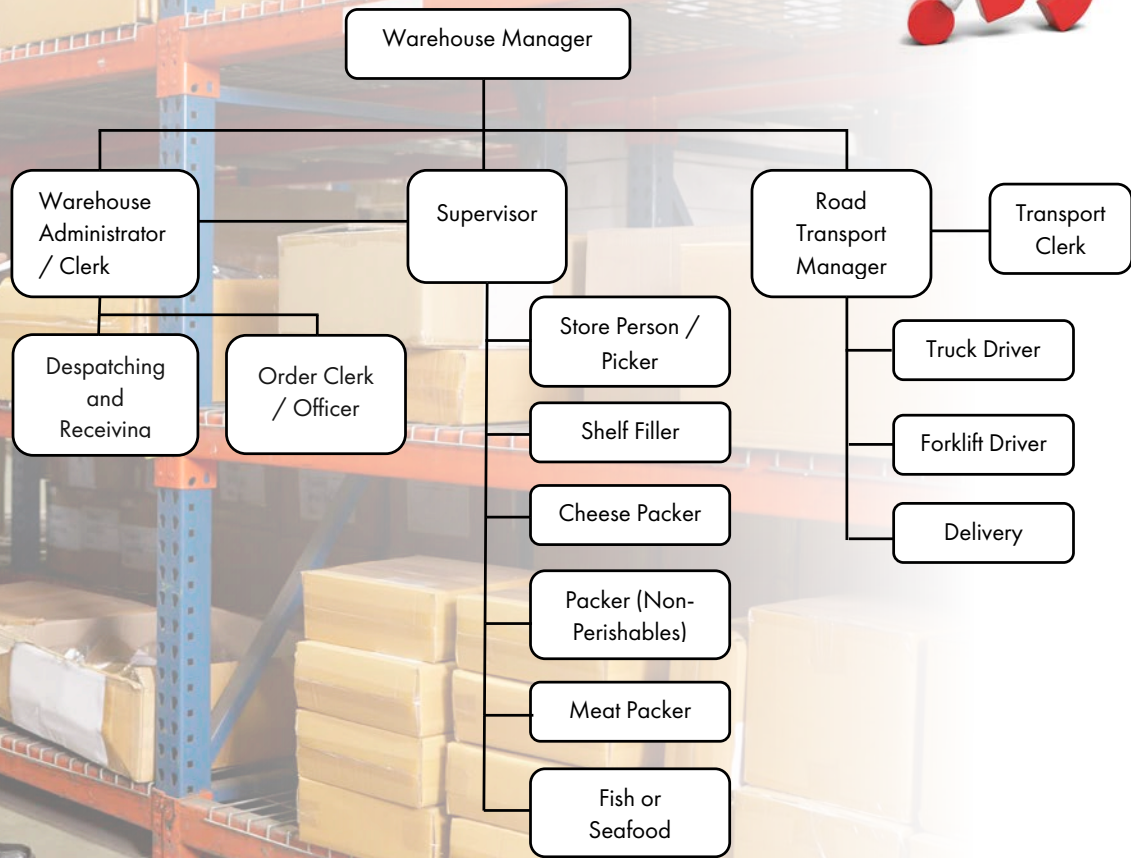 Warehouse Manager
Warehouse
Administrator
/ Clerk
Supervisor
Road
Transport
Manager
Transport
Clerk
Despatching
and
Receiving
Order Clerk
/ Officer
Store Person /
Picker
Shelf Filler
Cheese Packer
Packer (Non-
Perishables)
Meat Packer
Fish or
Seafood
Truck Driver
Forklift Driver
Delivery